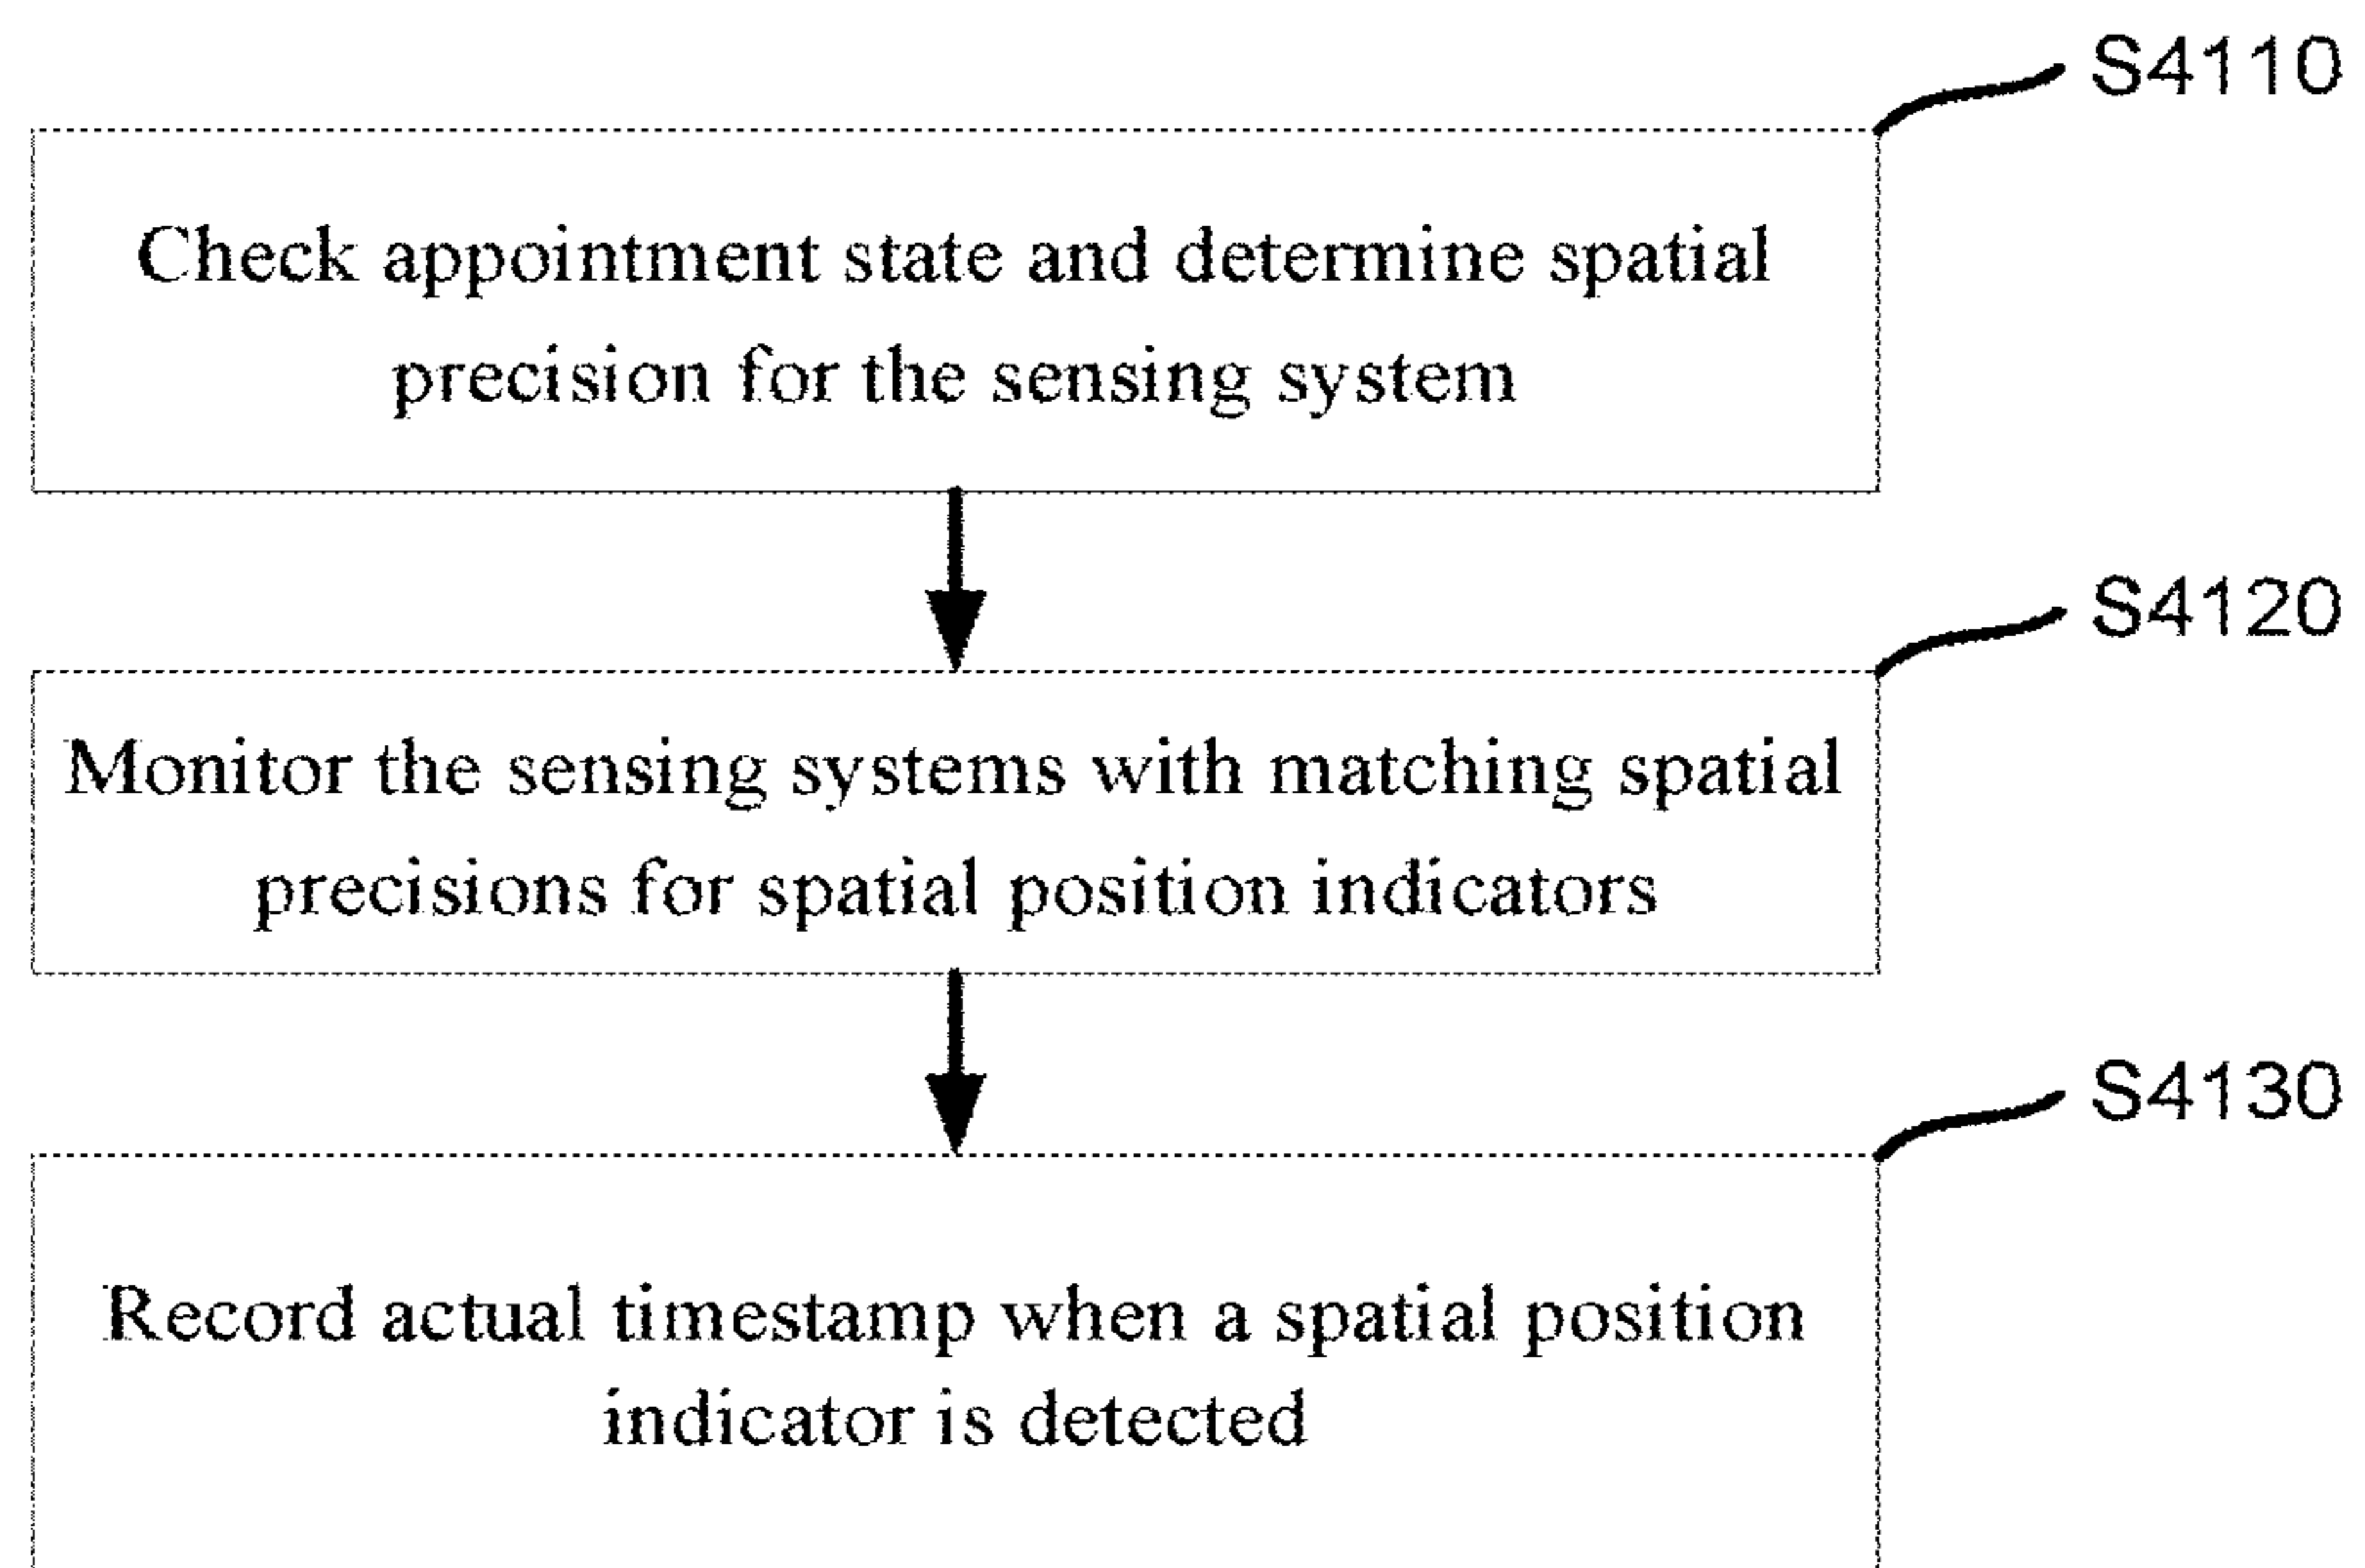 S4110
Check appointment state and determine spatial
precision for the sensing system
S4120
Monitor the sensing systems with matching spatial
precisions for spatial position indicators
S4130
Record actual timestamp when a spatial position
indicator is detected